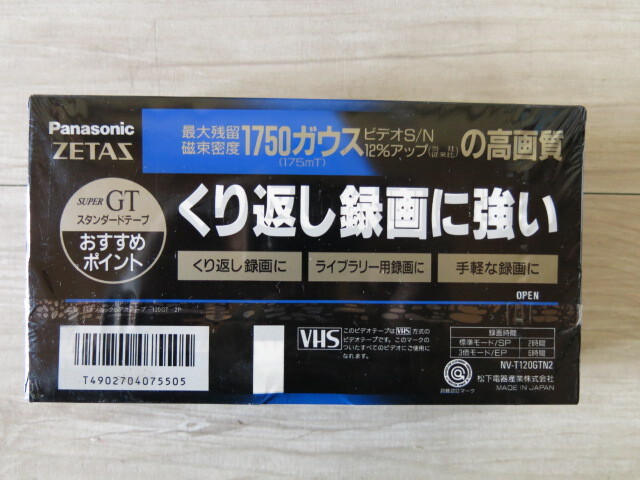 Panasonic
ZETAS
最大残留
磁束密度
1750ガウス
(175mT)
ビデオS/N
12%アップ
の高画質
SUPER GT
スタンダードテープ
おすすめ
ポイント
くり返し録画に強い
くり返し録画に
ライブラリー用録画に
手軽な録画に
OPEN
T4902704075505
VHS
このビデオテープはVHS方式の
ビデオテープです。このマークの
ついたすべてのビデオにご使用に
なれます。
録画時間
標準モード/SP 2時間
3倍モード/EP 6時間
NV-T120GTN2
松下電器産業株式会社
MADE IN JAPAN